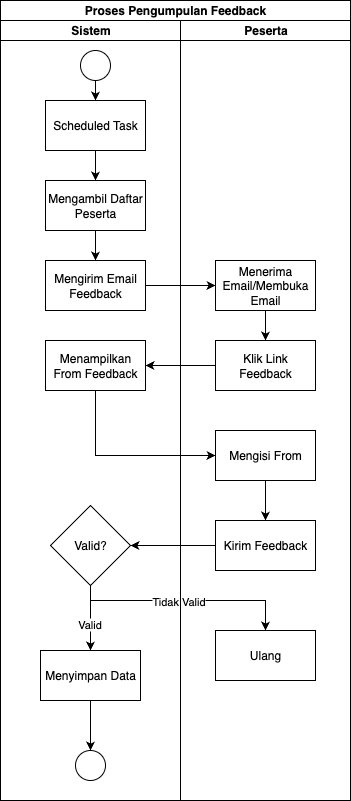 Proses Pengumpulan Feedback
Sistem
Peserta
Scheduled Task
Mengambil Daftar
Peserta
Mengirim Email
Feedback
Menerima
Email/Membuka
Email
Menampilkan
From Feedback
Klik Link
Feedback
Mengisi From
Valid?
Kirim Feedback
Tidak Valid
Valid
Ulang
Menyimpan Data